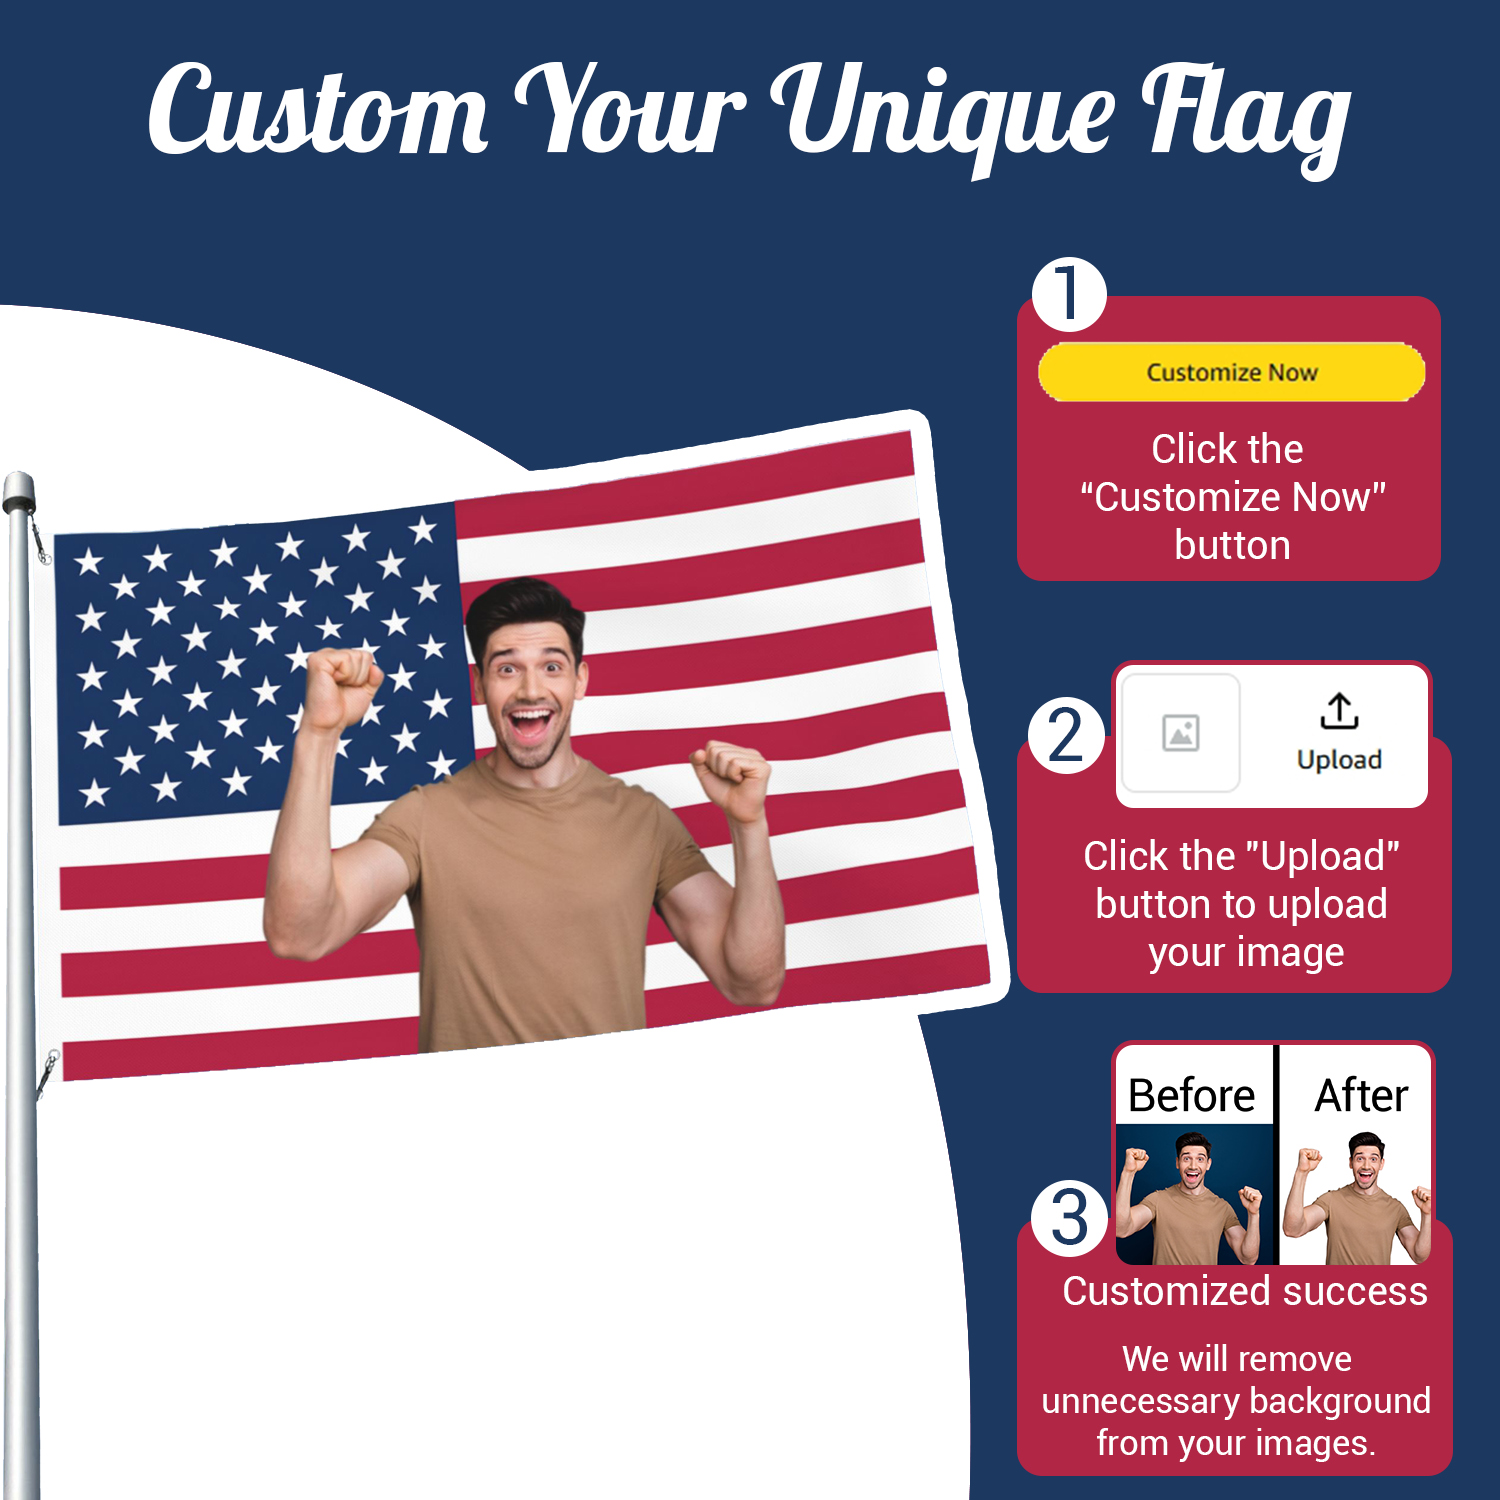 Custom Your Unique Flag
1
Customize Now
Click the
“Customize Now"
button
2
Upload
Click the "Upload"
button to upload
your image
Before
After
3
Customized success
We will remove
unnecessary background
from your images.